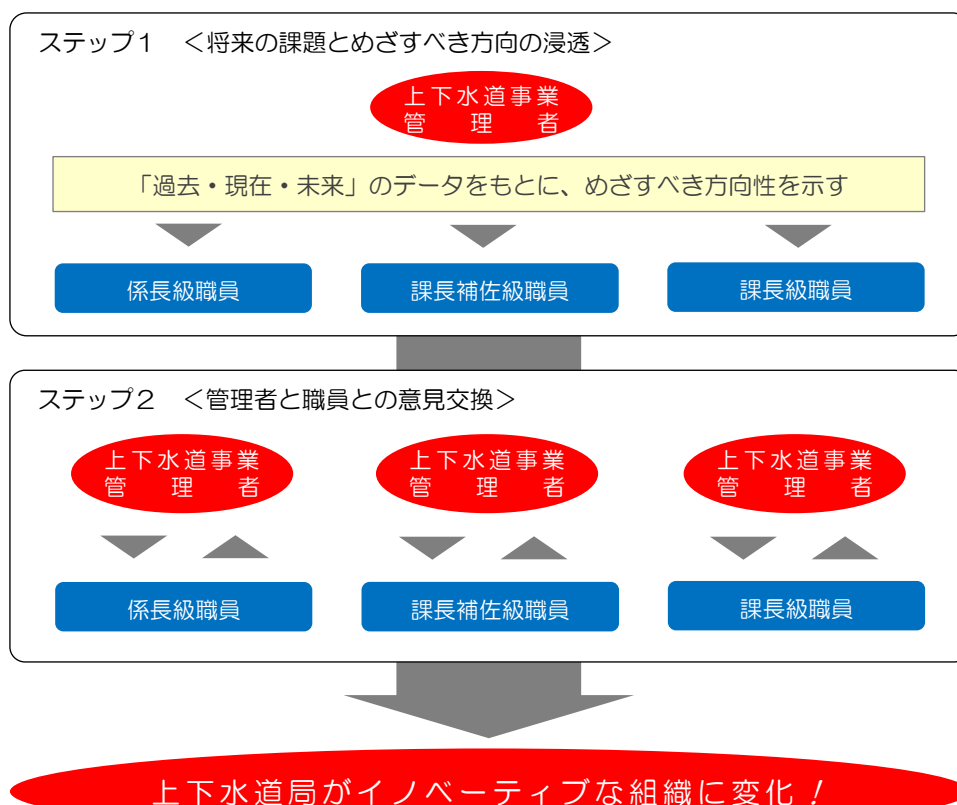 ステップ1　＜将来の課題とめざすべき方向の浸透＞
上下水道事業
管理者
「過去・現在・未来」のデータをもとに、めざすべき方向性を示す
係長級職員
課長補佐級職員
課長級職員
ステップ2　＜管理者と職員との意見交換＞
上下水道事業
管理者
上下水道事業
管理者
上下水道事業
管理者
係長級職員
課長補佐級職員
課長級職員
上下水道局がイノベーティブな組織に変化！